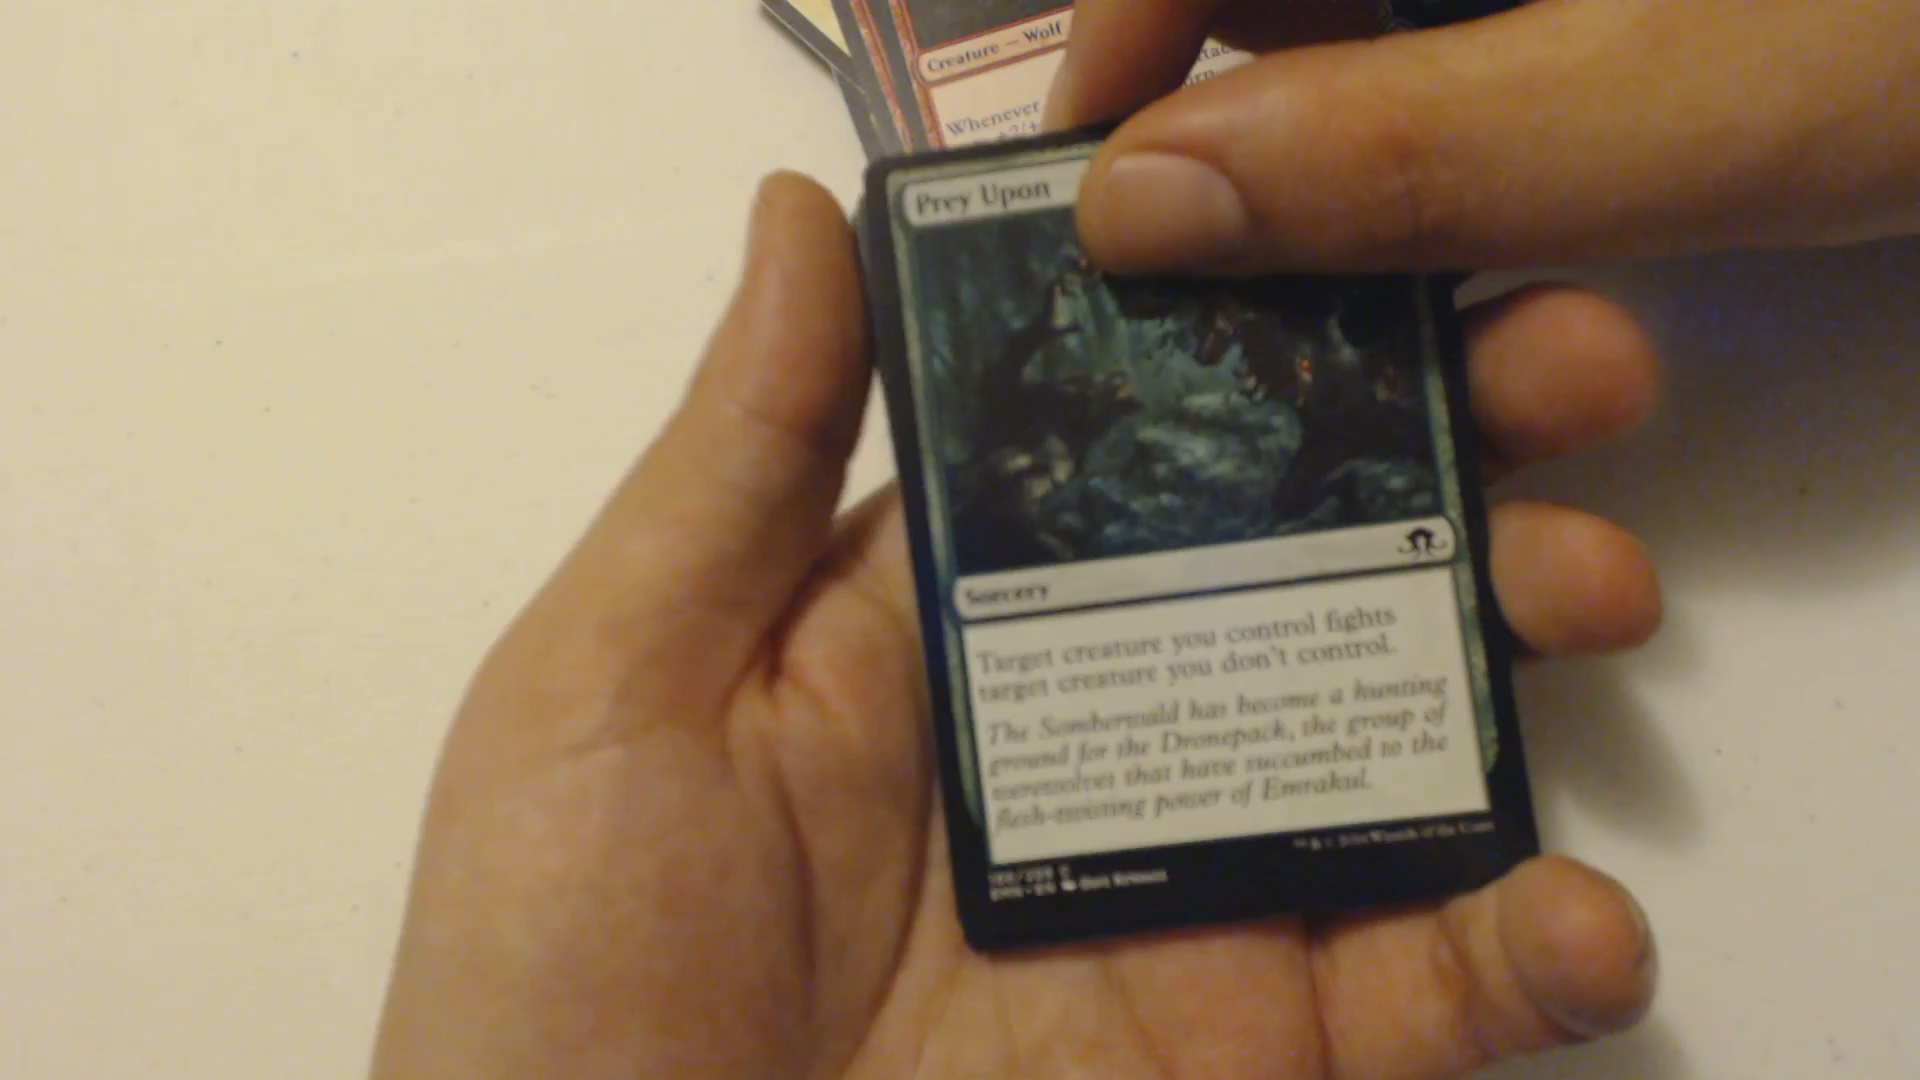 Creature — Wolf
Whenever
Prey Upon
Sorcery
Target creature you control fights
target creature you don't control.
The Somberwald has become a hunting
ground for the Dronepack, the group of
werewolves that have succumbed to the
flesh-twisting power of Emrakul.